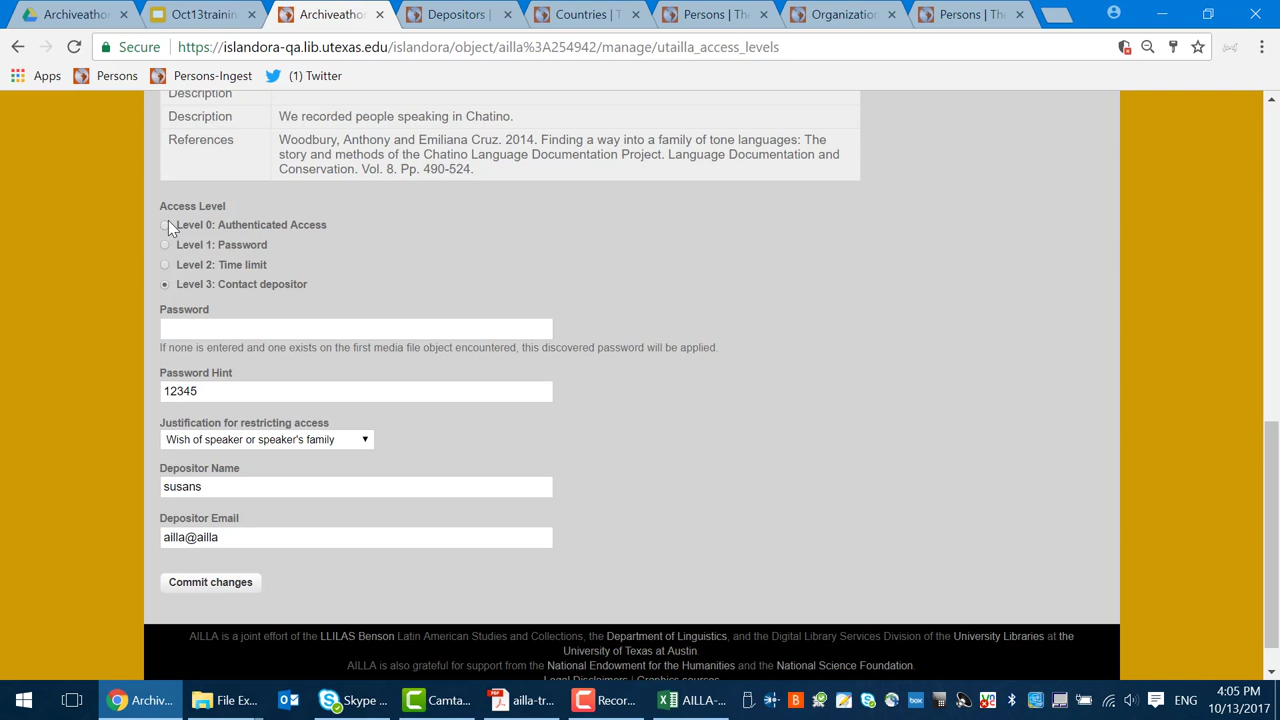 Archiveathon
Oct13training
Archiveathon
Depositors |
Countries | T
Persons | The
Organization
Persons | The
Secure
https://islandora-qa.lib.utexas.edu/islandora/object/ailla%3A254942/manage/utailla_access_levels
Apps
Persons
Persons-Ingest
(1) Twitter
Description
Description
We recorded people speaking in Chatino.
References
Woodbury, Anthony and Emiliana Cruz. 2014. Finding a way into a family of tone languages: The
story and methods of the Chatino Language Documentation Project. Language Documentation and
Conservation. Vol. 8. Pp. 490-524.
Access Level
Level 0: Authenticated Access
Level 1: Password
Level 2: Time limit
Level 3: Contact depositor
Password
If none is entered and one exists on the first media file object encountered, this discovered password will be applied.
Password Hint
12345
Justification for restricting access
Wish of speaker or speaker's family
Depositor Name
susans
Depositor Email
ailla@ailla
Commit changes
AILLA is a joint effort of the LLILAS Benson Latin American Studies and Collections, the Department of Linguistics, and the Digital Library Services Division of the University Libraries at the
University of Texas at Austin
AILLA is also grateful for support from the National Endowment for the Humanities and the National Science Foundation.
Legal Disclaimers | Graphics sources
Archiv...
File Ex...
Skype ...
Camta...
ailla-tr...
Recor...
AILLA-...
ENG
4:05 PM
10/13/2017